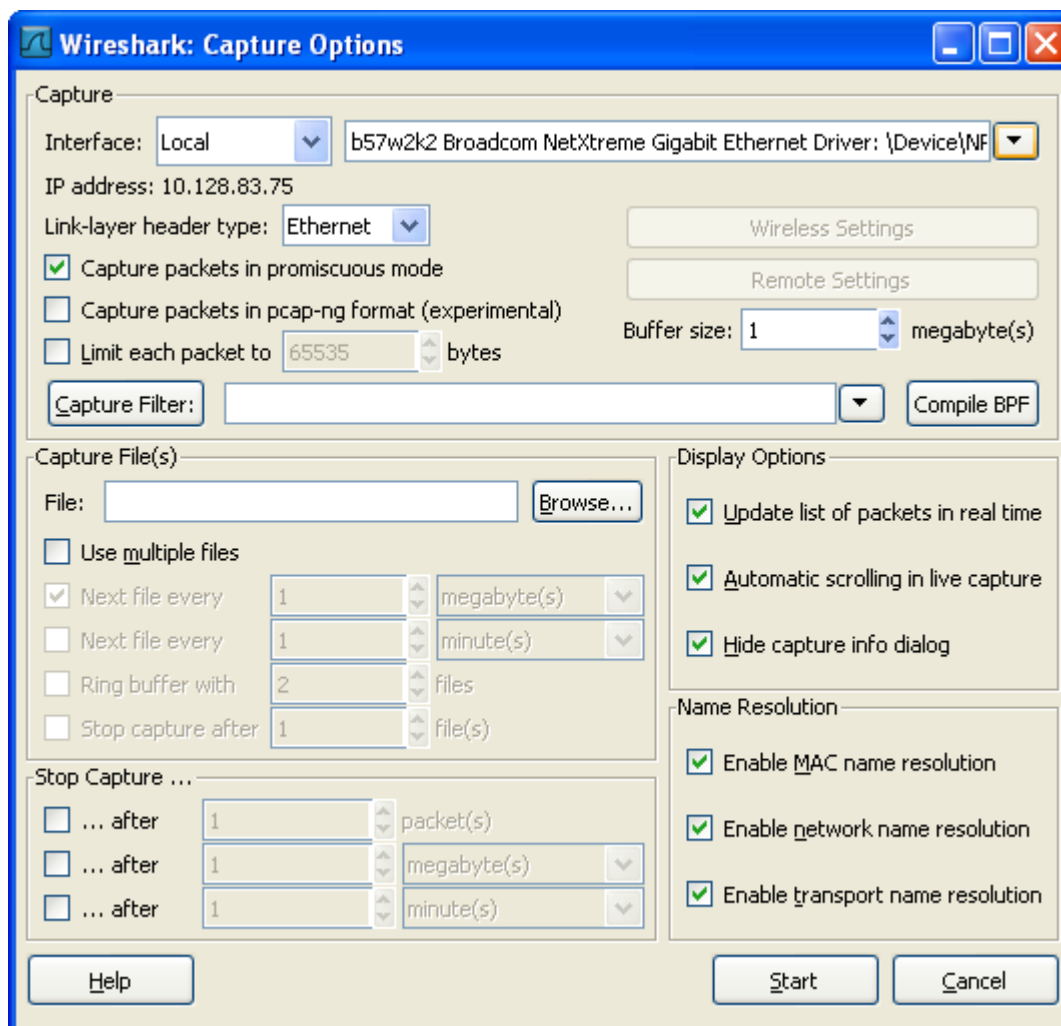 Wireshark: Capture Options
Capture
Interface: Local b57w2k2 Broadcom NetXtreme Gigabit Ethernet Driver: \Device\NF
IP address: 10.128.83.75
Link-layer header type: Ethernet
Wireless Settings
Capture packets in promiscuous mode
Remote Settings
Capture packets in pcap-ng format (experimental)
Buffer size: 1 megabyte(s)
Limit each packet to 65535 bytes
Capture Filter: Compile BPF
Capture File(s)
File: Browse...
Use multiple files
Next file every 1 megabyte(s)
Next file every 1 minute(s)
Ring buffer with 2 files
Stop capture after 1 file(s)
Stop Capture ...
... after 1 packet(s)
... after 1 megabyte(s)
... after 1 minute(s)
Display Options
Update list of packets in real time
Automatic scrolling in live capture
Hide capture info dialog
Name Resolution
Enable MAC name resolution
Enable network name resolution
Enable transport name resolution
Help Start Cancel